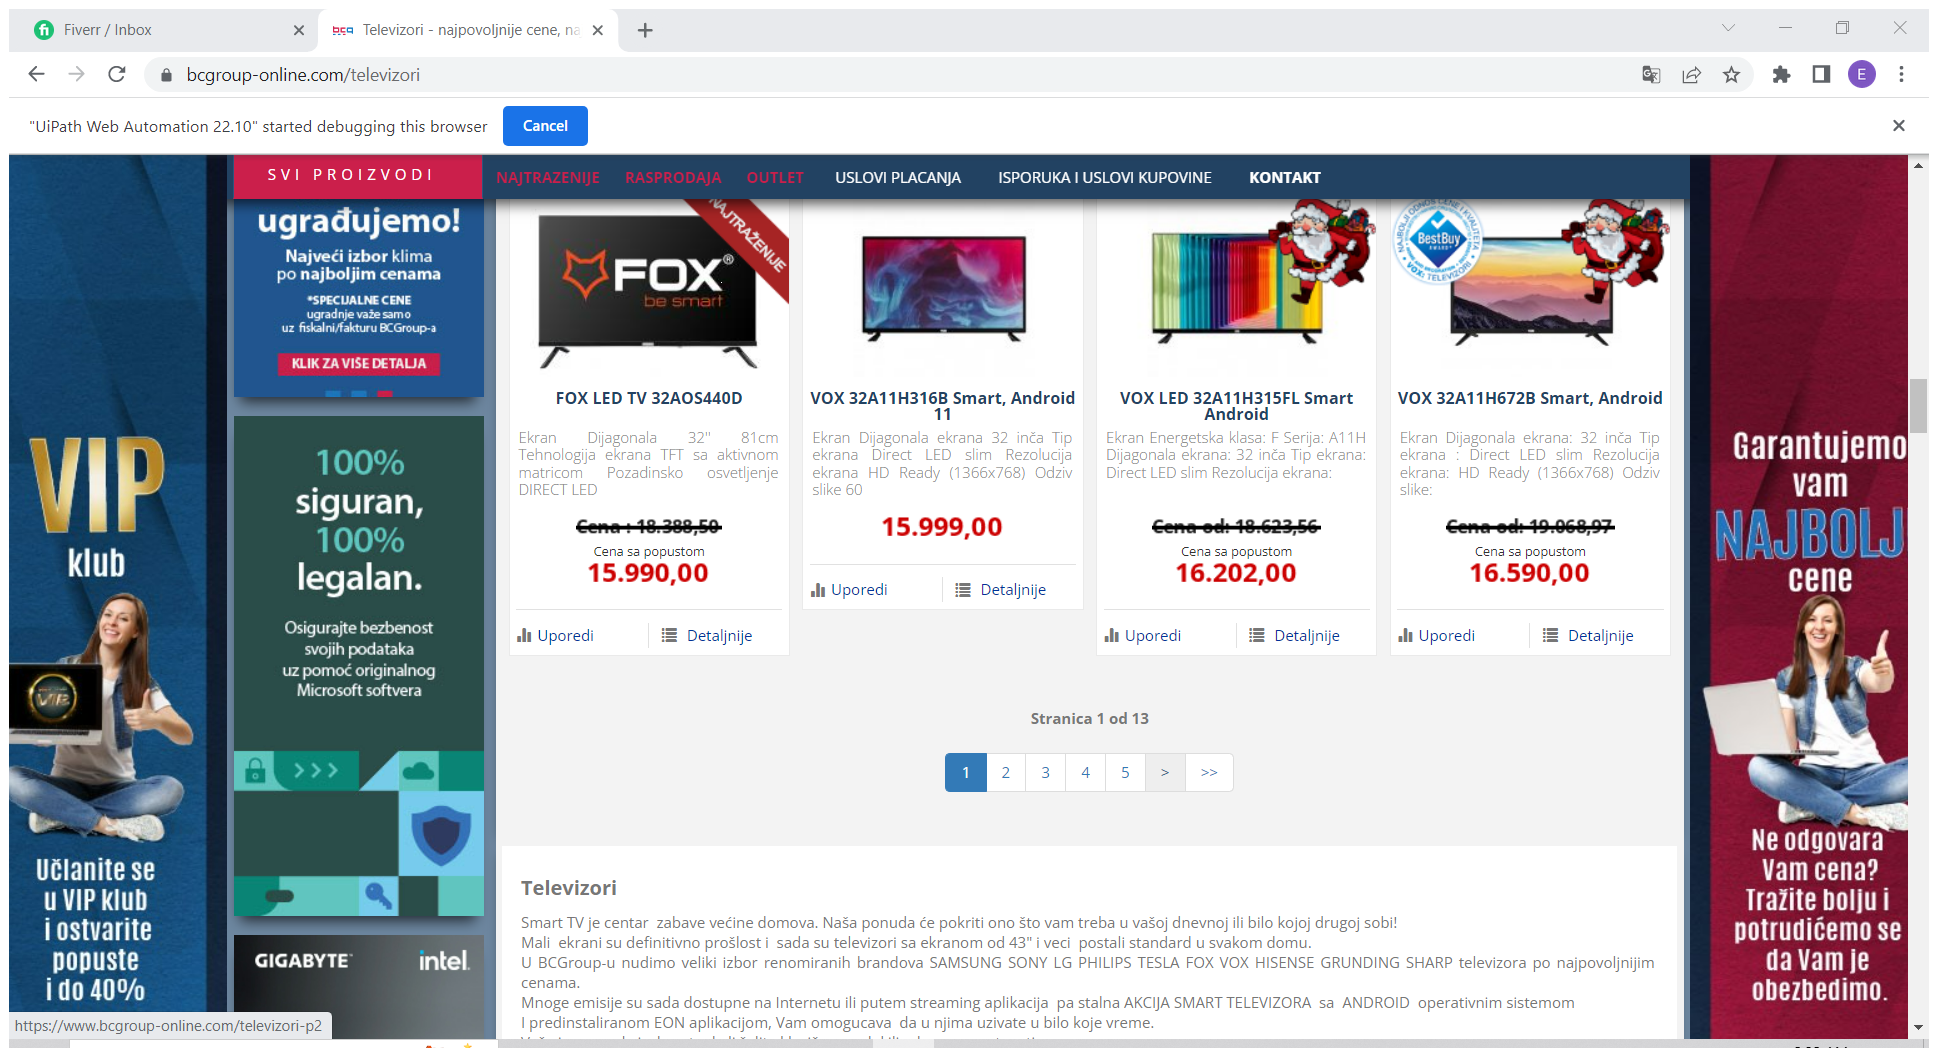 Fiverr / Inbox
Televizori - najpovoljnije cene, na
bcgroup-online.com/televizori
E
"UiPath Web Automation 22.10" started debugging this browser
Cancel
SVI PROIZVODI
NAJTRAZENIJE
RASPRODAJA
OUTLET
USLOVI PLACANJA
ISPORUKA I USLOVI KUPOVINE
KONTAKT
ugrađujemo!
Najveći izbor klima
po najboljim cenama
*SPECIJALNE CENE
ugradnje važe samo
uz fiskalni/fakturu BCGroup-a
KLIK ZA VIŠE DETALJA
100%
siguran,
100%
legalan.
Osigurajte bezbenost
svojih podataka
uz pomoć originalnog
Microsoft softvera
GIGABYTE™ intel.
VIP
klub
VIP
Učlanite se
u VIP klub
i ostvarite
popuste
i do 40%
NAJTRAŽENIJE
FOX®
be smart
FOX LED TV 32AOS440D
Ekran Dijagonala 32" 81cm
Tehnologija ekrana TFT sa aktivnom
matricom Pozadinsko osvetljenje
DIRECT LED
Cena : 18.388,50
Cena sa popustom
15.990,00
Uporedi
Detaljnije
VOX 32A11H316B Smart, Android
11
Ekran Dijagonala ekrana 32 inča Tip
ekrana Direct LED slim Rezolucija
ekrana HD Ready (1366x768) Odziv
slike 60
15.999,00
Uporedi
Detaljnije
VOX LED 32A11H315FL Smart
Android
Ekran Energetska klasa: F Serija: A11H
Dijagonala ekrana: 32 inča Tip ekrana:
Direct LED slim Rezolucija ekrana:
Cena od: 18.623,56
Cena sa popustom
16.202,00
Uporedi
Detaljnije
NAJBOLJI ODNOS CENE I KVALITETA
BestBuy
AWARD
VOX: TELEVIZORI
VOX 32A11H672B Smart, Android
Ekran Dijagonala ekrana: 32 inča Tip
ekrana : Direct LED slim Rezolucija
ekrana: HD Ready (1366x768) Odziv
slike:
Cena od: 19.068,97
Cena sa popustom
16.590,00
Uporedi
Detaljnije
Stranica 1 od 13
1 2 3 4 5 > >>
Televizori
Smart TV je centar zabave većine domova. Naša ponuda će pokriti ono što vam treba u vašoj dnevnoj ili bilo kojoj drugoj sobi!
Mali ekrani su definitivno prošlost i sada su televizori sa ekranom od 43" i veci postali standard u svakom domu.
U BCGroup-u nudimo veliki izbor renomiranih brandova SAMSUNG SONY LG PHILIPS TESLA FOX VOX HISENSE GRUNDING SHARP televizora po najpovoljnijim
cenama.
Mnoge emisije su sada dostupne na Internetu ili putem streaming aplikacija pa stalna AKCIJA SMART TELEVIZORA sa ANDROID operativnim sistemom
I predinstaliranom EON aplikacijom, Vam omogucava da u njima uzivate u bilo koje vreme.
Garantujemo
vam
NAJBOLJ
cene
Ne odgovara
Vam cena?
Tražite bolju i
potrudićemo se
da Vam je
obezbedimo.
https://www.bcgroup-online.com/televizori-p2